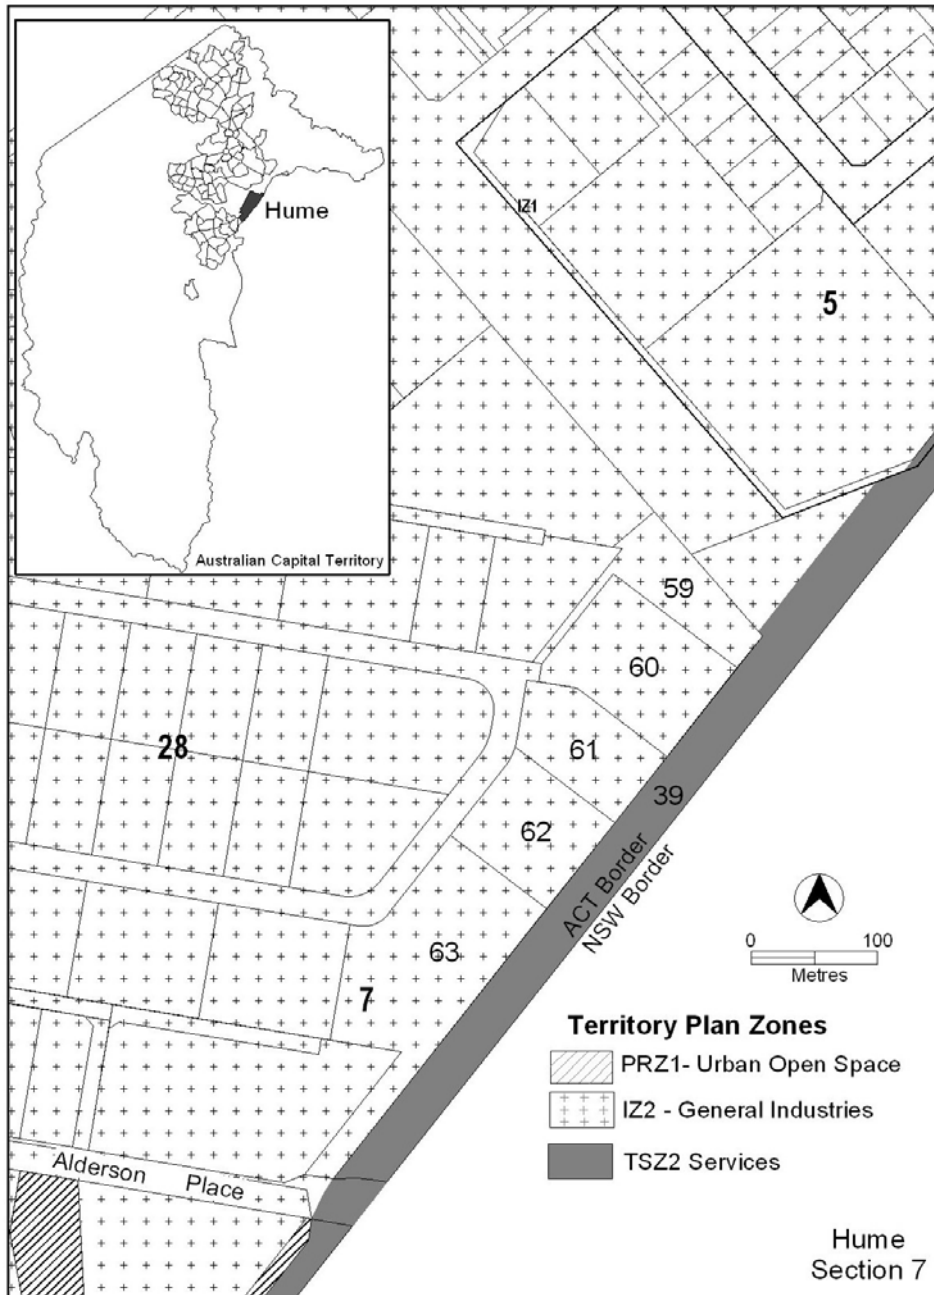 Hume
Australian Capital Territory
IZ1
5
59
60
61
28
39
62
ACT Border
NSW Border
63
7
0 100
Metres
Territory Plan Zones
PRZ1- Urban Open Space
IZ2 - General Industries
TSZ2 Services
Alderson Place
Hume
Section 7